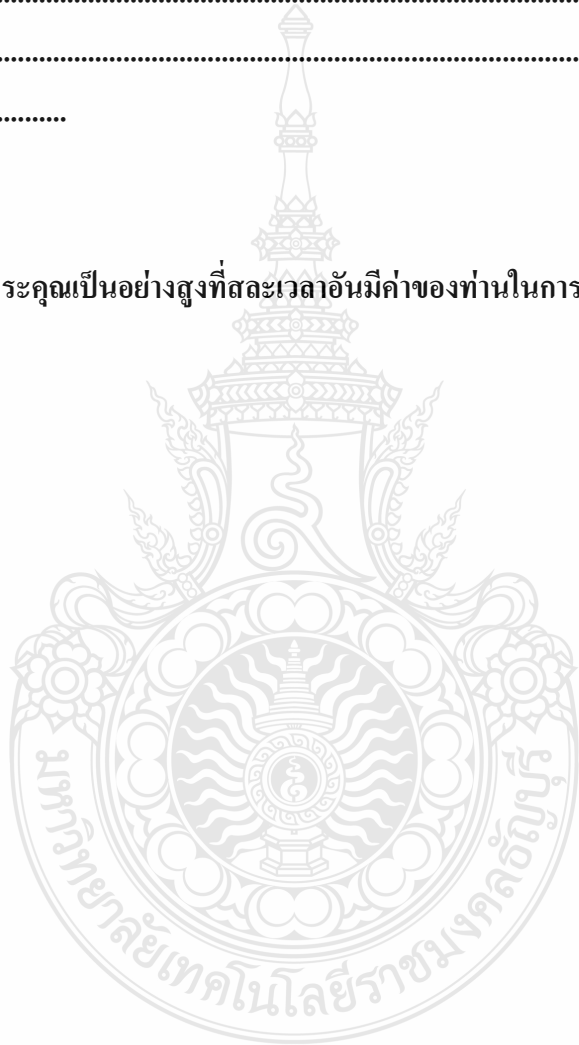 ................................................................................
................................................................................
..........
ระคุณเป็นอย่างสูงที่สละเวลาอันมีค่าของท่านในการ
มหาวิทยาลัยเทคโนโลยีราชมงคลธัญบุรี